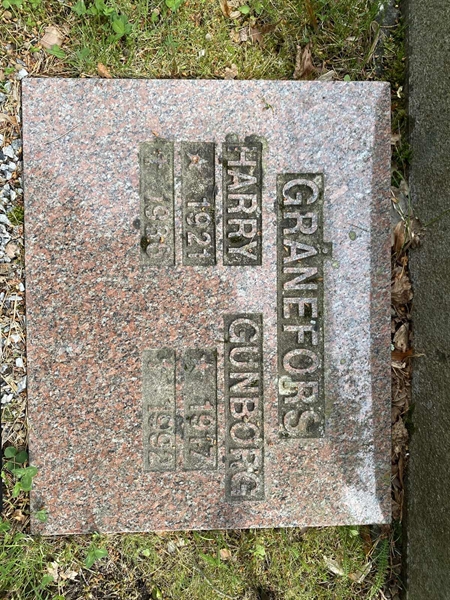 GRANEFORS
HARRY GUNBORG
★ 1921 ★ 1917